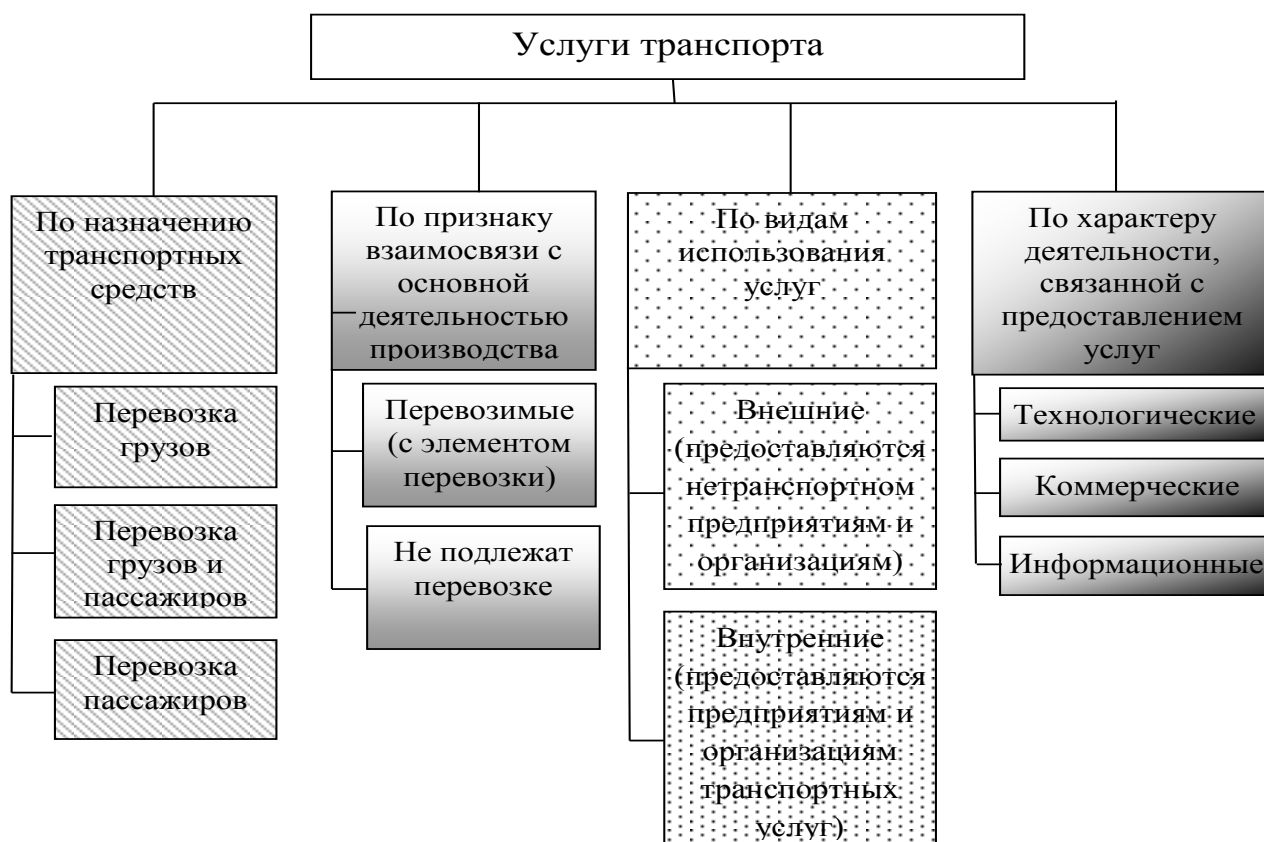 Услуги транспорта
По назначению
транспортных
средств
Перевозка
грузов
Перевозка
грузов и
пассажиров
Перевозка
пассажиров
По признаку
взаимосвязи с
основной
деятельностью
производства
Перевозимые
(с элементом
перевозки)
Не подлежат
перевозке
По видам
использования
услуг
Внешние
(предоставляются
нетранспортном
предприятиям и
организациям)
Внутренние
(предоставляются
предприятиям и
организациям
транспортных
услуг)
По характеру
деятельности,
связанной с
предоставлением
услуг
Технологические
Коммерческие
Информационные